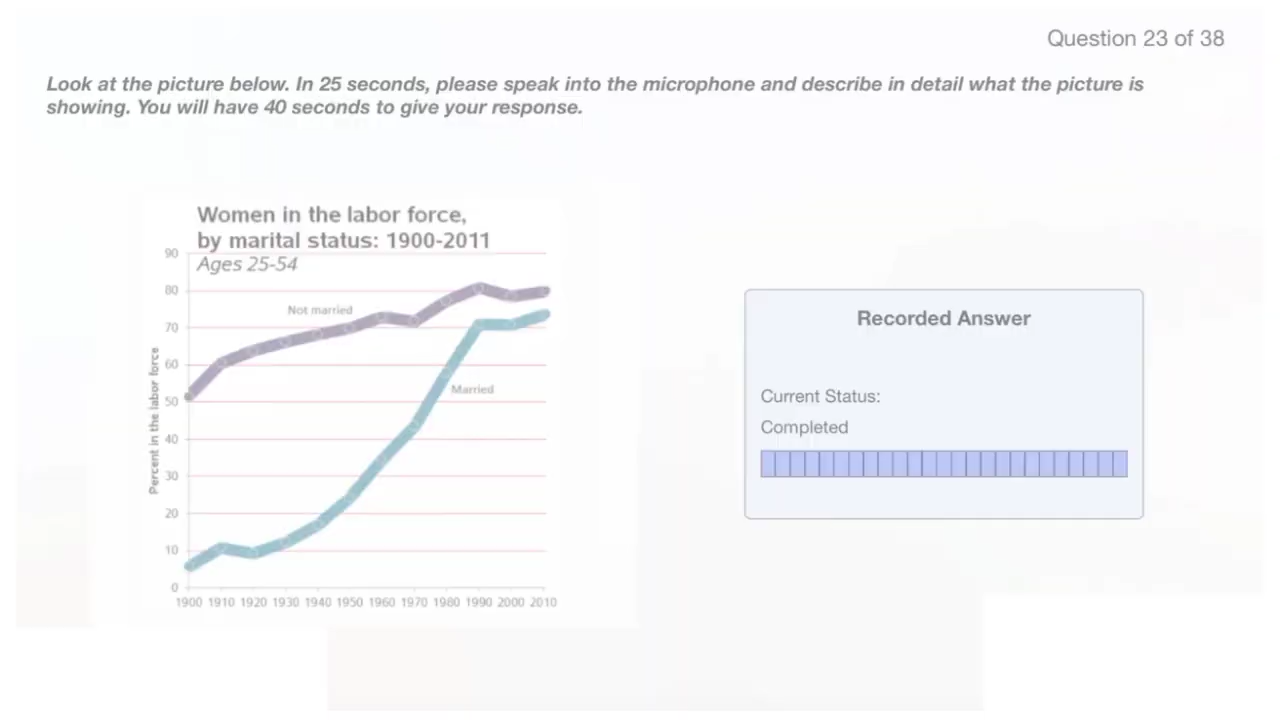 Question 23 of 38
Look at the picture below. In 25 seconds, please speak into the microphone and describe in detail what the picture is
showing. You will have 40 seconds to give your response.
Women in the labor force,
by marital status: 1900-2011
Ages 25-54
90
80
70
60
50
40
30
20
10
0
Percent in the labor force
Not married
Married
1900 1910 1920 1930 1940 1950 1960 1970 1980 1990 2000 2010
Recorded Answer
Current Status:
Completed